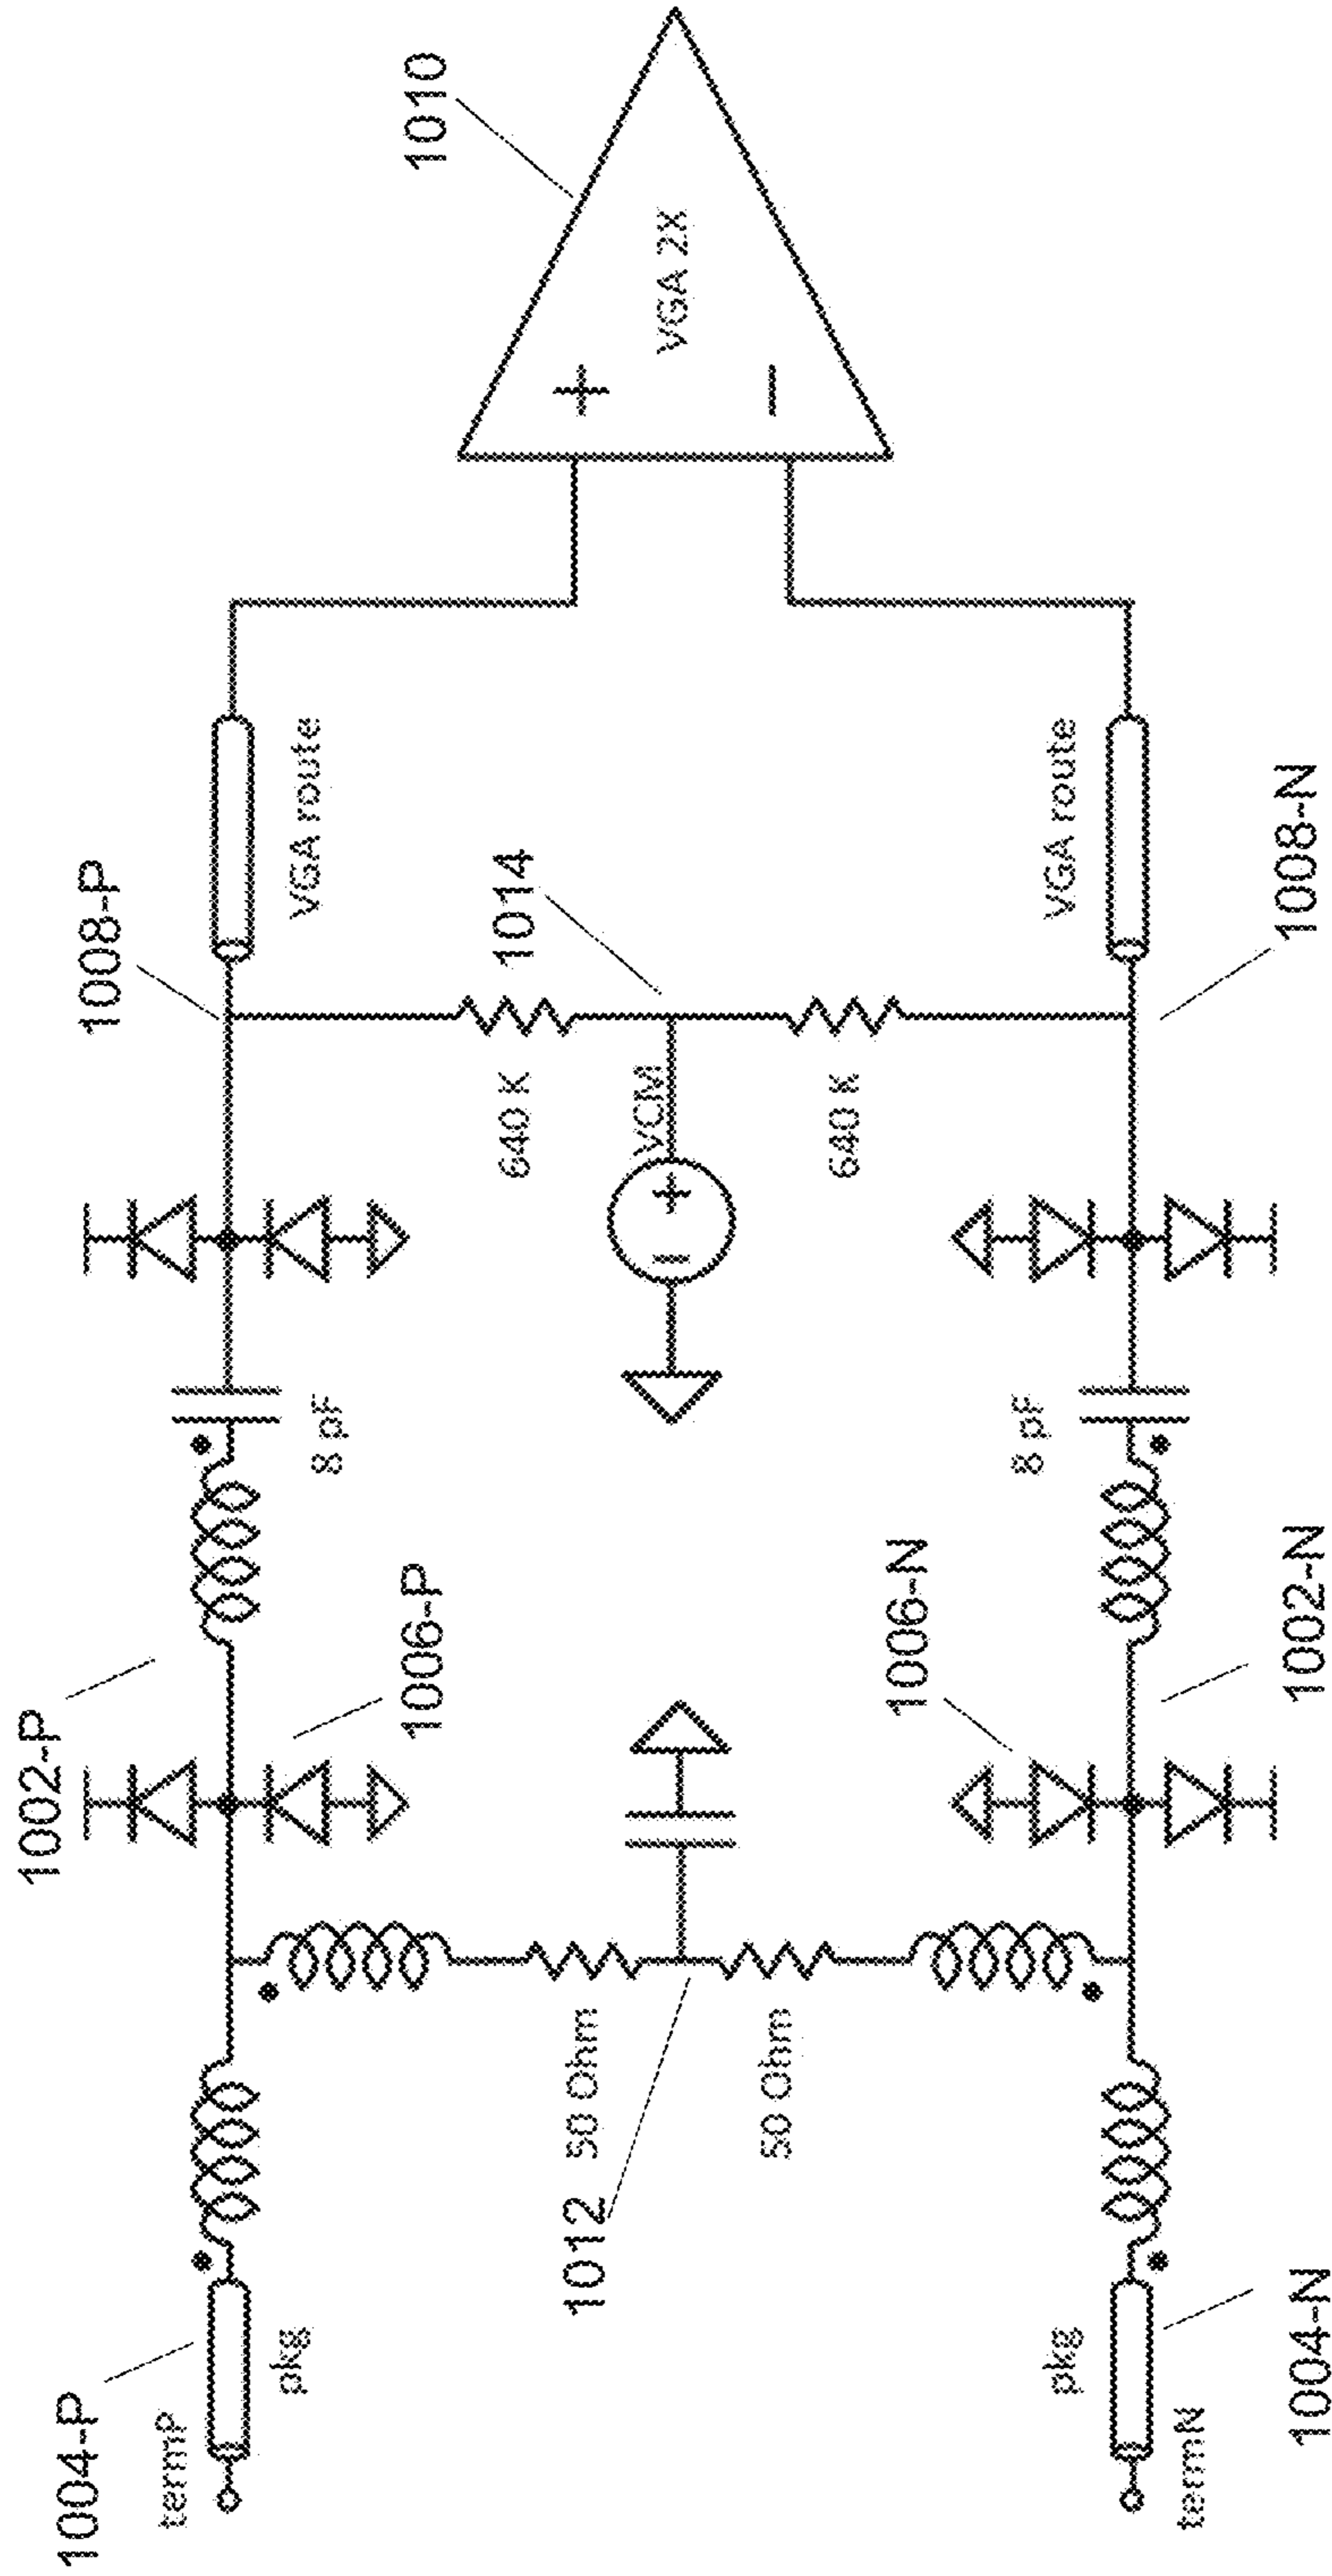 1004-P
termP
pkg
1002-P
1006-P
8 pF
1008-P
VGA route
1010
+
VGA 2X
−
1012
50 Ohm
50 Ohm
640 K
1014
VCM
+
−
640 K
1004-N
termN
pkg
1006-N
1002-N
8 pF
1008-N
VGA route